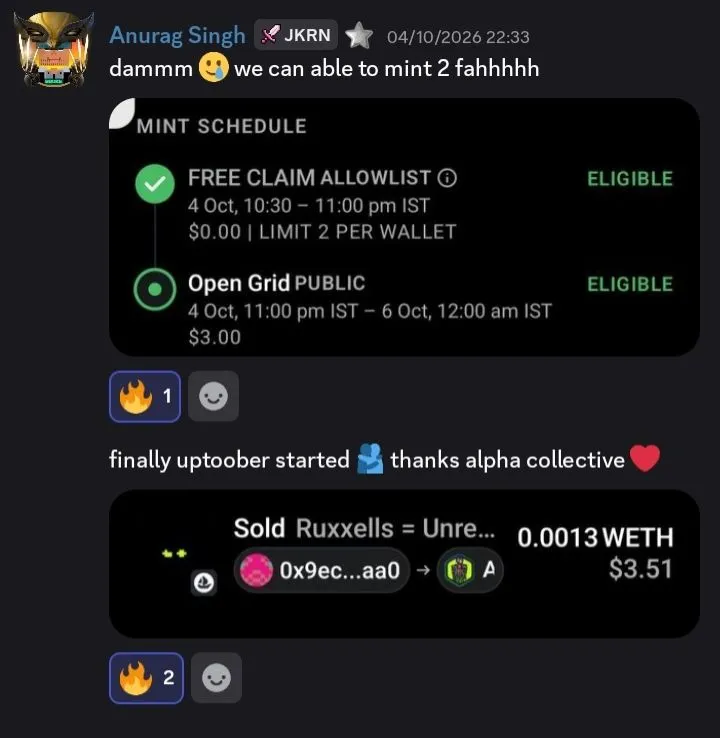 Anurag Singh JKRN 04/10/2026 22:33
dammm 🥲 we can able to mint 2 fahhhhh
MINT SCHEDULE
FREE CLAIM ALLOWLIST ELIGIBLE
4 Oct, 10:30 – 11:00 pm IST
$0.00 | LIMIT 2 PER WALLET
Open Grid PUBLIC ELIGIBLE
4 Oct, 11:00 pm IST – 6 Oct, 12:00 am IST
$3.00
🔥 1
finally uptoober started 🫂 thanks alpha collective ❤️
Sold Ruxxells = Unre... 0.0013 WETH
0x9ec...aa0 → A $3.51
🔥 2